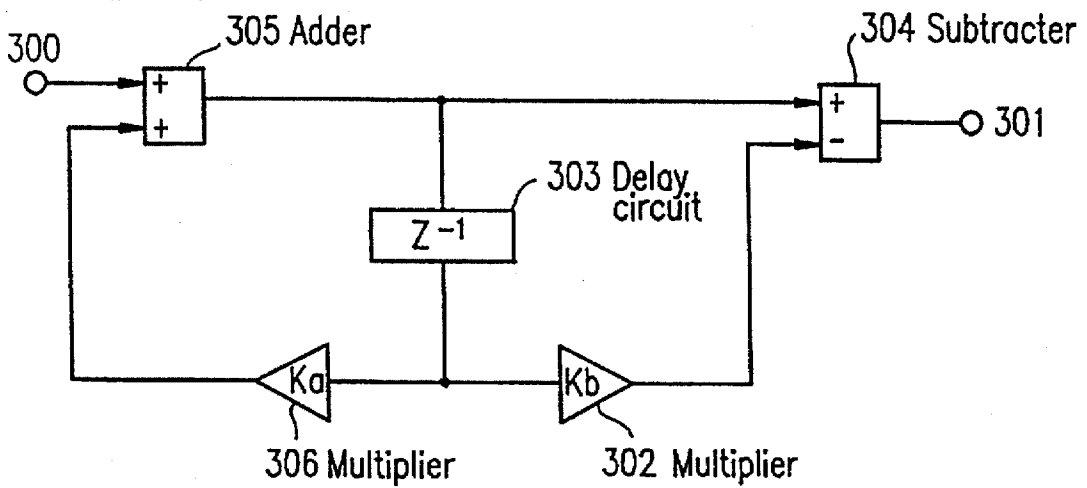 305 Adder
304 Subtracter
300
+
+
+
-
301
303 Delay
circuit
Z⁻¹
Ka
Kb
306 Multiplier
302 Multiplier